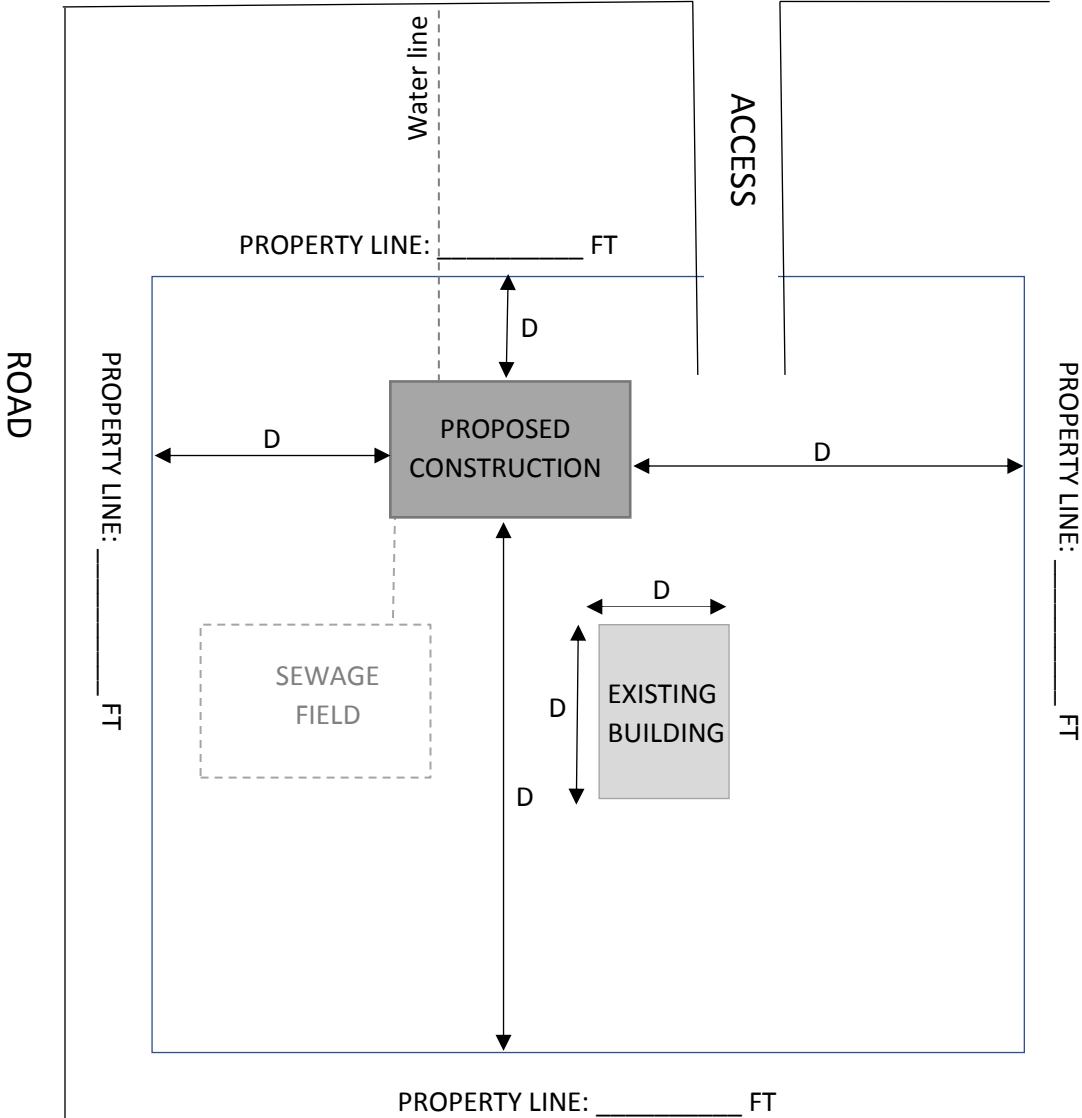 Water line
ACCESS
PROPERTY LINE: ___________ FT
D
ROAD
PROPERTY LINE: ___________ FT
D
PROPOSED
CONSTRUCTION
D
PROPERTY LINE: ___________ FT
D
SEWAGE
FIELD
D
EXISTING
BUILDING
D
PROPERTY LINE: ___________ FT